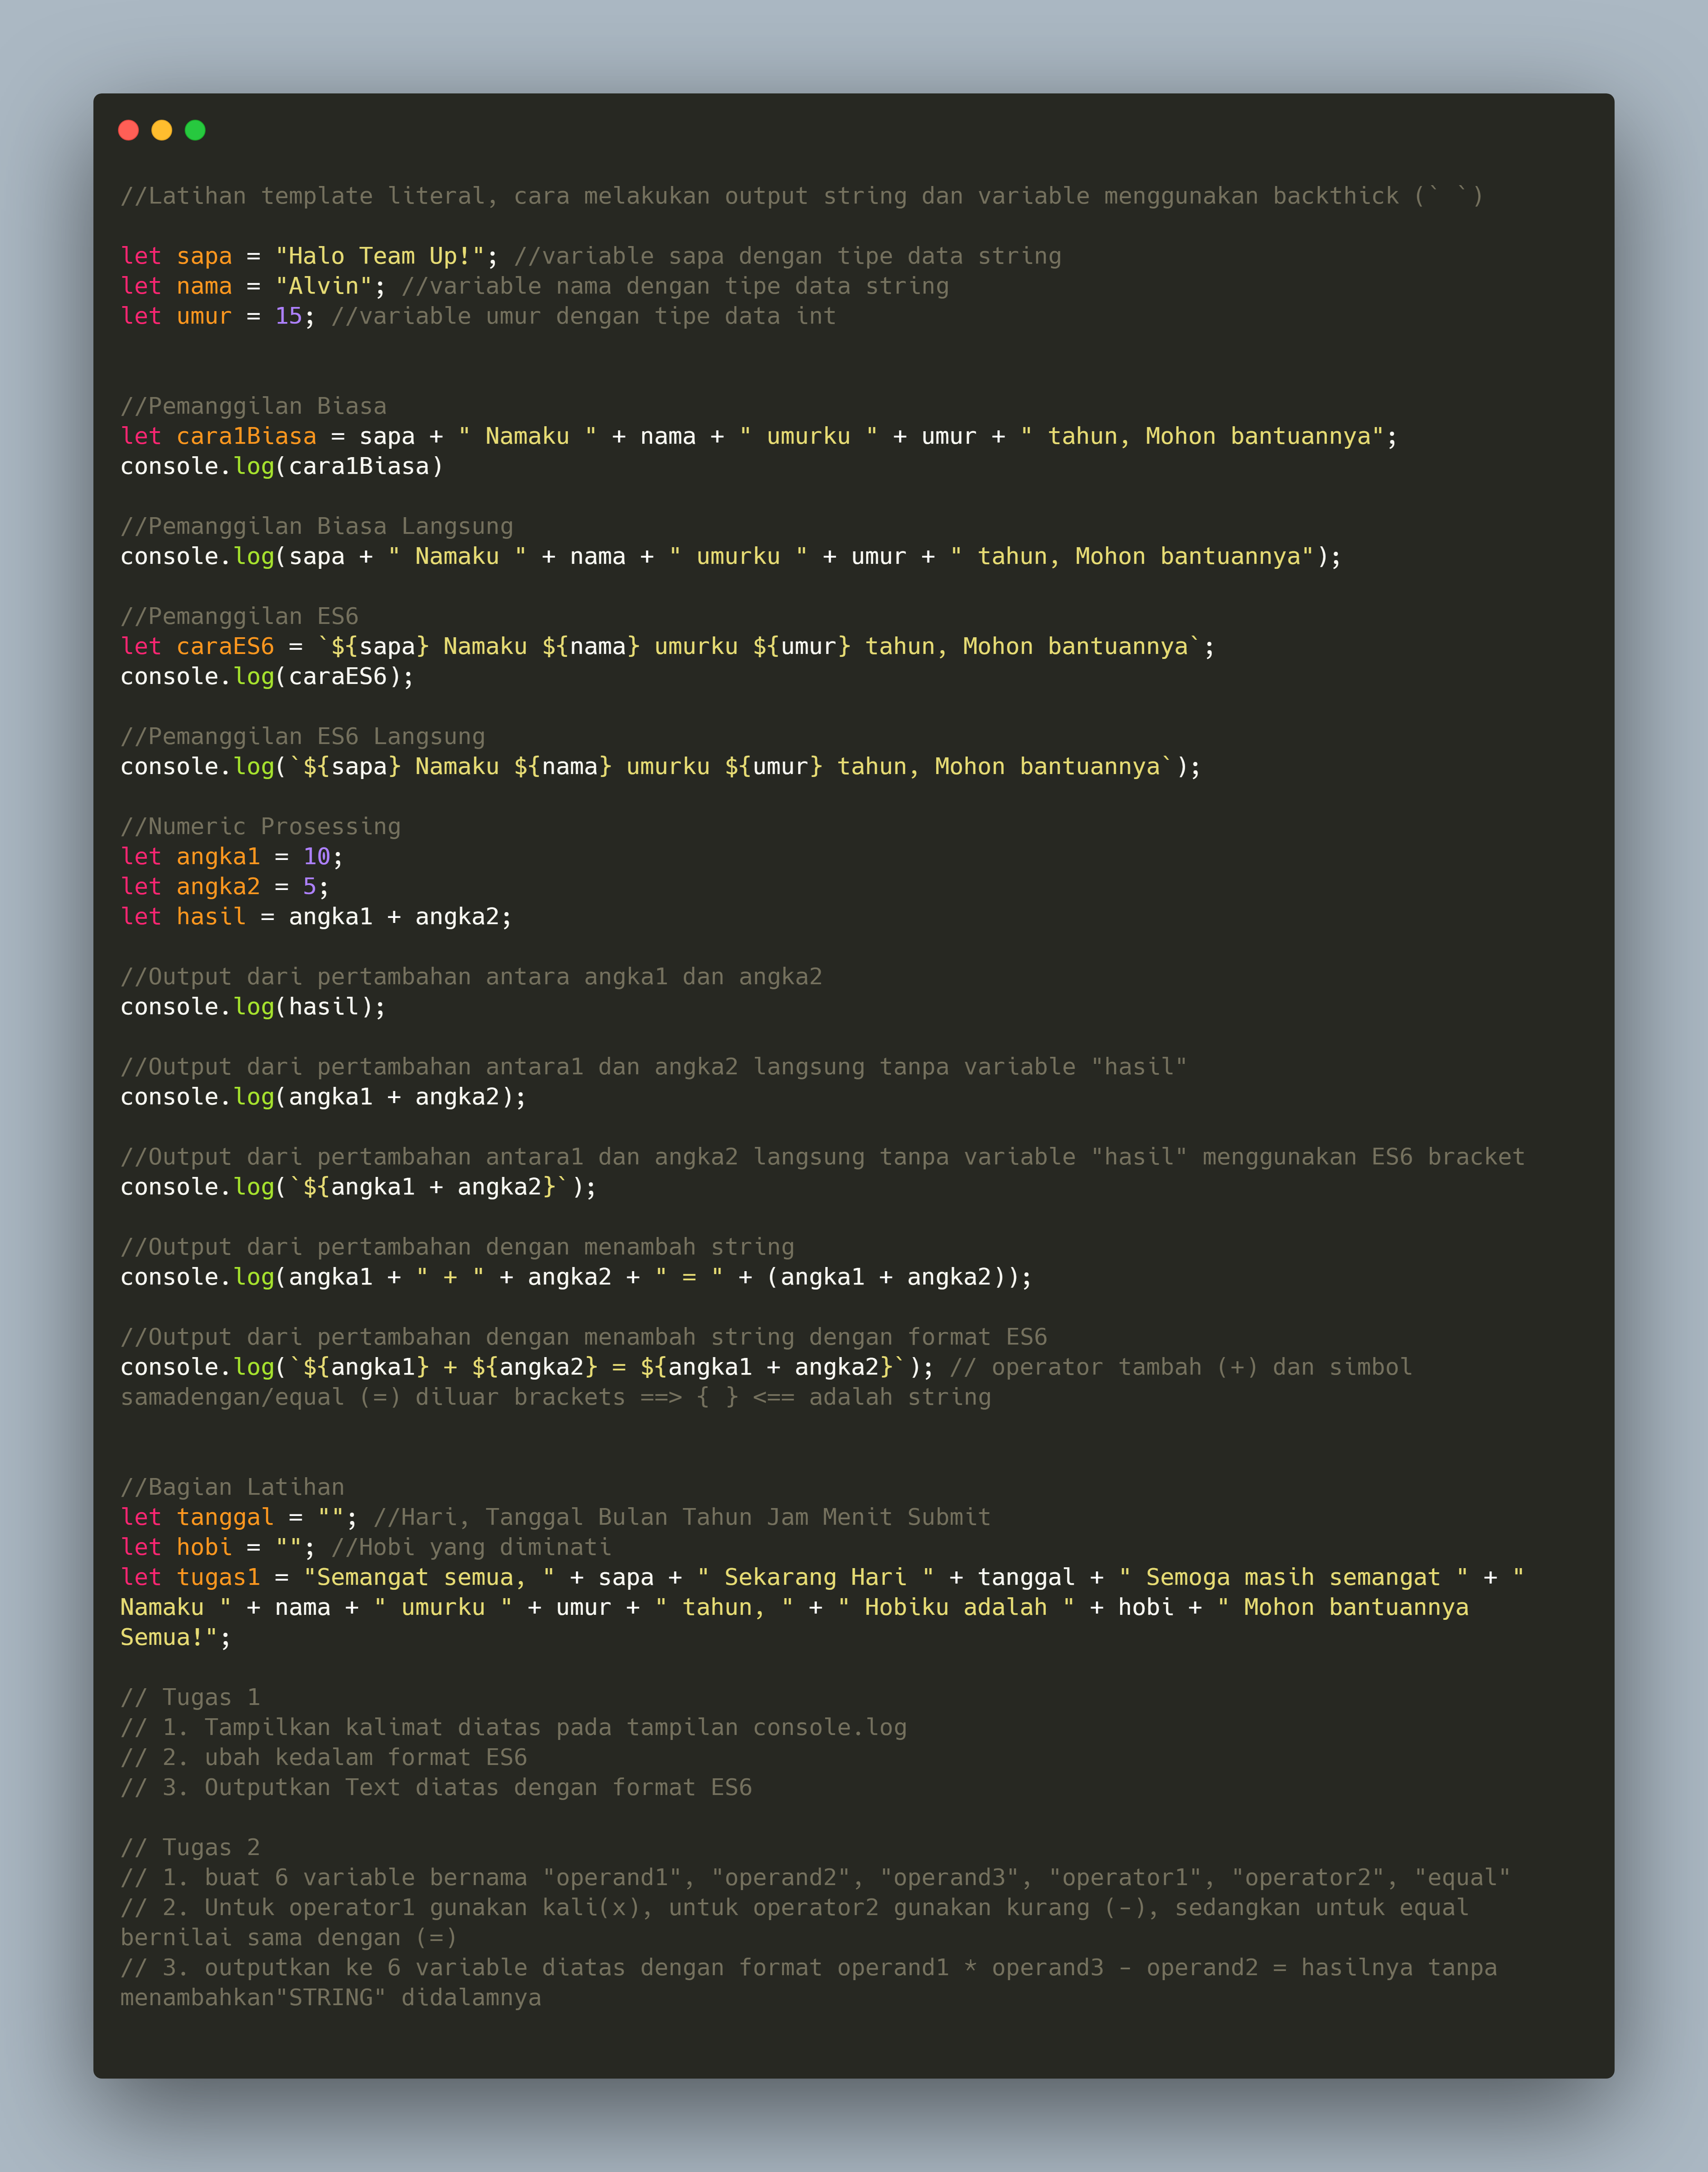 //Latihan template literal, cara melakukan output string dan variable menggunakan backthick (` `)
let sapa = "Halo Team Up!"; //variable sapa dengan tipe data string
let nama = "Alvin"; //variable nama dengan tipe data string
let umur = 15; //variable umur dengan tipe data int
//Pemanggilan Biasa
let cara1Biasa = sapa + " Namaku " + nama + " umurku " + umur + " tahun, Mohon bantuannya";
console.log(cara1Biasa)
//Pemanggilan Biasa Langsung
console.log(sapa + " Namaku " + nama + " umurku " + umur + " tahun, Mohon bantuannya");
//Pemanggilan ES6
let caraES6 = `${sapa} Namaku ${nama} umurku ${umur} tahun, Mohon bantuannya`;
console.log(caraES6);
//Pemanggilan ES6 Langsung
console.log(`${sapa} Namaku ${nama} umurku ${umur} tahun, Mohon bantuannya`);
//Numeric Prosessing
let angka1 = 10;
let angka2 = 5;
let hasil = angka1 + angka2;
//Output dari pertambahan antara angka1 dan angka2
console.log(hasil);
//Output dari pertambahan antara1 dan angka2 langsung tanpa variable "hasil"
console.log(angka1 + angka2);
//Output dari pertambahan antara1 dan angka2 langsung tanpa variable "hasil" menggunakan ES6 bracket
console.log(`${angka1 + angka2}`);
//Output dari pertambahan dengan menambah string
console.log(angka1 + " + " + angka2 + " = " + (angka1 + angka2));
//Output dari pertambahan dengan menambah string dengan format ES6
console.log(`${angka1} + ${angka2} = ${angka1 + angka2}`); // operator tambah (+) dan simbol
samadengan/equal (=) diluar brackets ==> { } <== adalah string
//Bagian Latihan
let tanggal = ""; //Hari, Tanggal Bulan Tahun Jam Menit Submit
let hobi = ""; //Hobi yang diminati
let tugas1 = "Semangat semua, " + sapa + " Sekarang Hari " + tanggal + " Semoga masih semangat " + "
Namaku " + nama + " umurku " + umur + " tahun, " + " Hobiku adalah " + hobi + " Mohon bantuannya
Semua!";
// Tugas 1
// 1. Tampilkan kalimat diatas pada tampilan console.log
// 2. ubah kedalam format ES6
// 3. Outputkan Text diatas dengan format ES6
// Tugas 2
// 1. buat 6 variable bernama "operand1", "operand2", "operand3", "operator1", "operator2", "equal"
// 2. Untuk operator1 gunakan kali(x), untuk operator2 gunakan kurang (-), sedangkan untuk equal
bernilai sama dengan (=)
// 3. outputkan ke 6 variable diatas dengan format operand1 * operand3 - operand2 = hasilnya tanpa
menambahkan"STRING" didalamnya